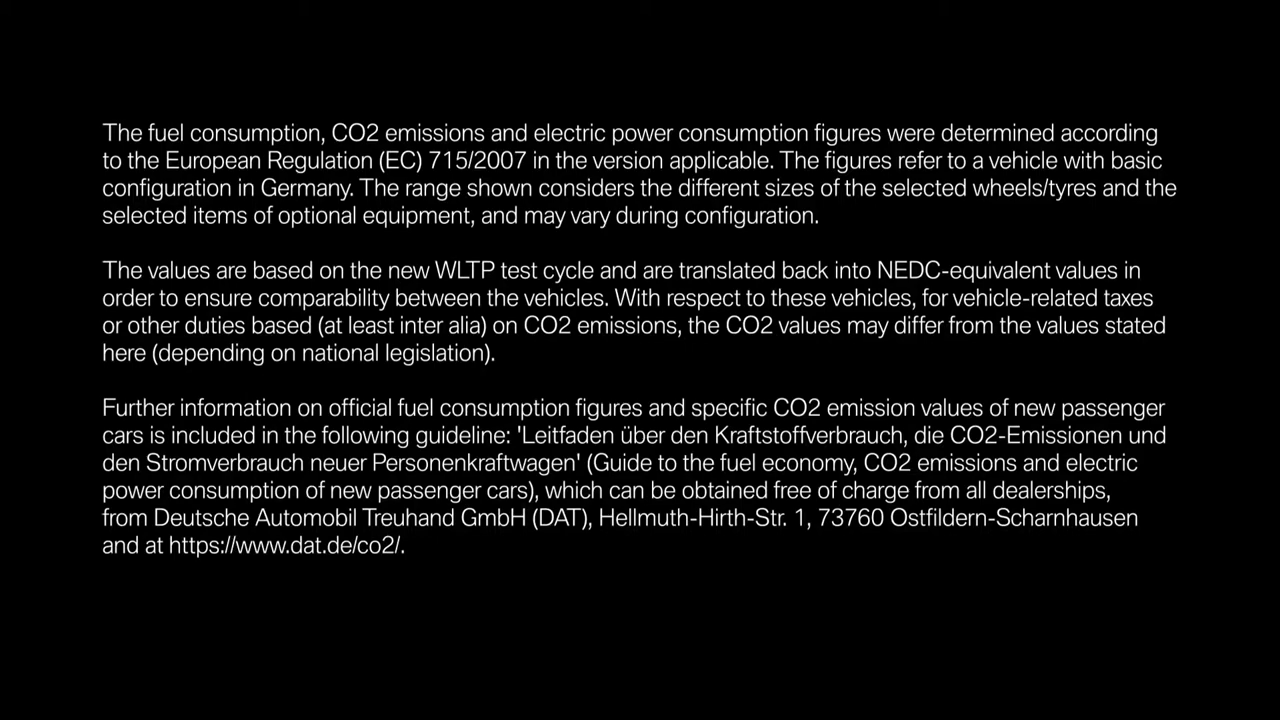 The fuel consumption, CO2 emissions and electric power consumption figures were determined according
to the European Regulation (EC) 715/2007 in the version applicable. The figures refer to a vehicle with basic
configuration in Germany. The range shown considers the different sizes of the selected wheels/tyres and the
selected items of optional equipment, and may vary during configuration.
The values are based on the new WLTP test cycle and are translated back into NEDC-equivalent values in
order to ensure comparability between the vehicles. With respect to these vehicles, for vehicle-related taxes
or other duties based (at least inter alia) on CO2 emissions, the CO2 values may differ from the values stated
here (depending on national legislation).
Further information on official fuel consumption figures and specific CO2 emission values of new passenger
cars is included in the following guideline: 'Leitfaden über den Kraftstoffverbrauch, die CO2-Emissionen und
den Stromverbrauch neuer Personenkraftwagen' (Guide to the fuel economy, CO2 emissions and electric
power consumption of new passenger cars), which can be obtained free of charge from all dealerships,
from Deutsche Automobil Treuhand GmbH (DAT), Hellmuth-Hirth-Str. 1, 73760 Ostfildern-Scharnhausen
and at https://www.dat.de/co2/.